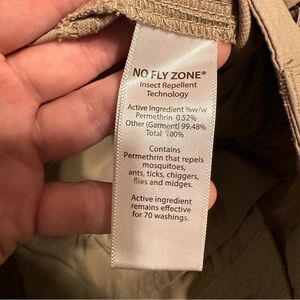 NO FLY ZONE®
Insect Repellent
Technology
Active Ingredient %w/w
Permethrin 0.52%
Other (Garment) 99.48%
Total 100%
Contains
Permethrin that repels
mosquitoes,
ants, ticks, chiggers,
flies and midges.
Active ingredient
remains effective
for 70 washings.